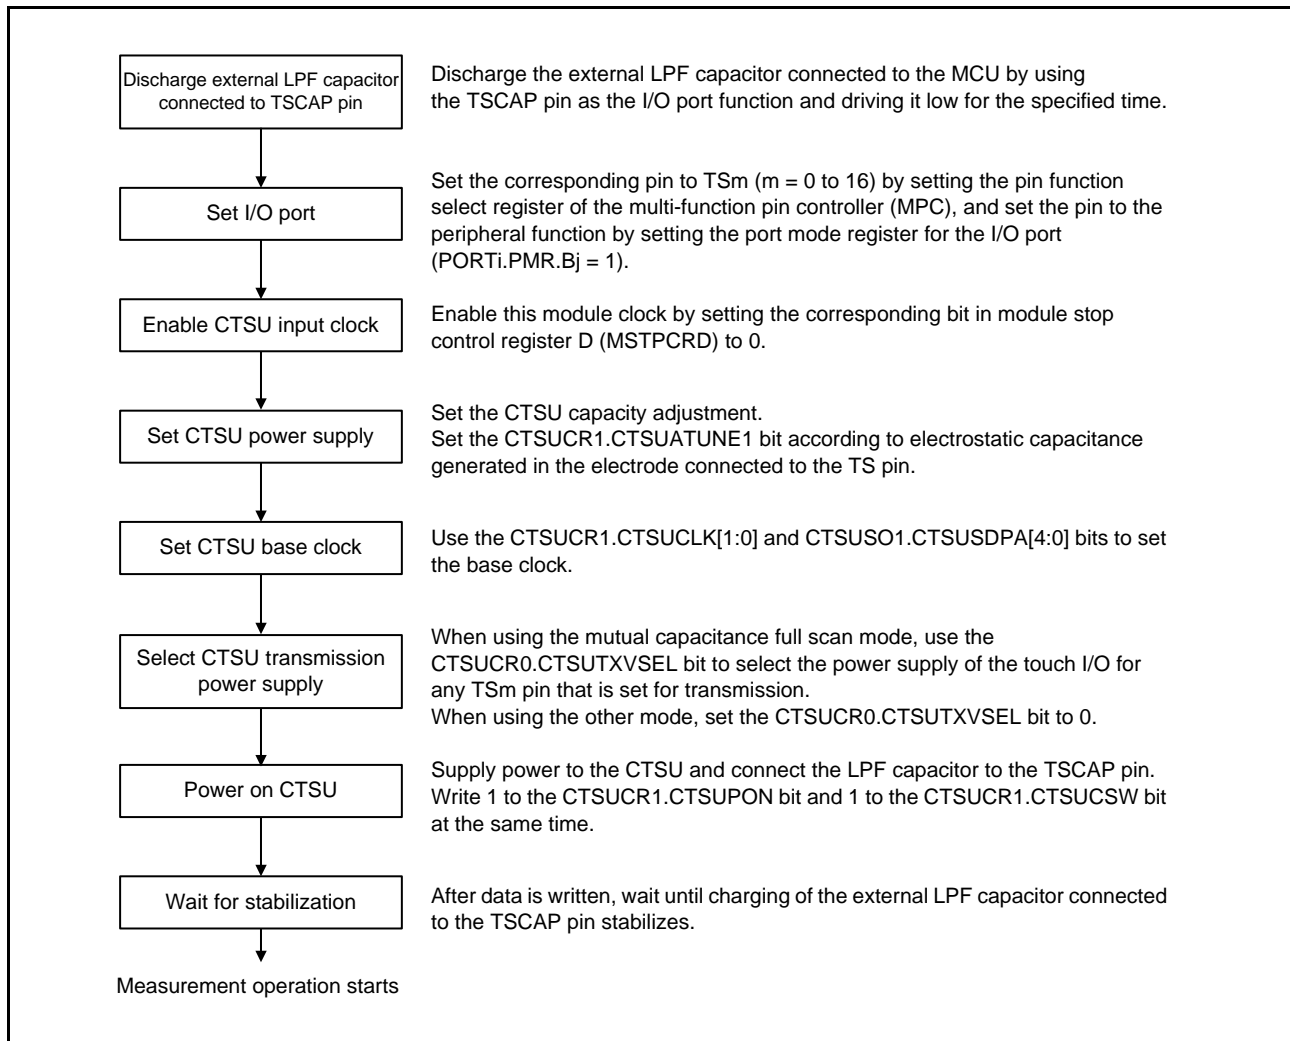 Discharge external LPF capacitor
connected to TSCAP pin
Discharge the external LPF capacitor connected to the MCU by using
the TSCAP pin as the I/O port function and driving it low for the specified time.
Set I/O port
Set the corresponding pin to TSm (m = 0 to 16) by setting the pin function
select register of the multi-function pin controller (MPC), and set the pin to the
peripheral function by setting the port mode register for the I/O port
(PORTi.PMR.Bj = 1).
Enable CTSU input clock
Enable this module clock by setting the corresponding bit in module stop
control register D (MSTPCRD) to 0.
Set CTSU power supply
Set the CTSU capacity adjustment.
Set the CTSUCR1.CTSUATUNE1 bit according to electrostatic capacitance
generated in the electrode connected to the TS pin.
Set CTSU base clock
Use the CTSUCR1.CTSUCLK[1:0] and CTSUSO1.CTSUSDPA[4:0] bits to set
the base clock.
Select CTSU transmission
power supply
When using the mutual capacitance full scan mode, use the
CTSUCR0.CTSUTXVSEL bit to select the power supply of the touch I/O for
any TSm pin that is set for transmission.
When using the other mode, set the CTSUCR0.CTSUTXVSEL bit to 0.
Power on CTSU
Supply power to the CTSU and connect the LPF capacitor to the TSCAP pin.
Write 1 to the CTSUCR1.CTSUPON bit and 1 to the CTSUCR1.CTSUCSW bit
at the same time.
Wait for stabilization
After data is written, wait until charging of the external LPF capacitor connected
to the TSCAP pin stabilizes.
Measurement operation starts